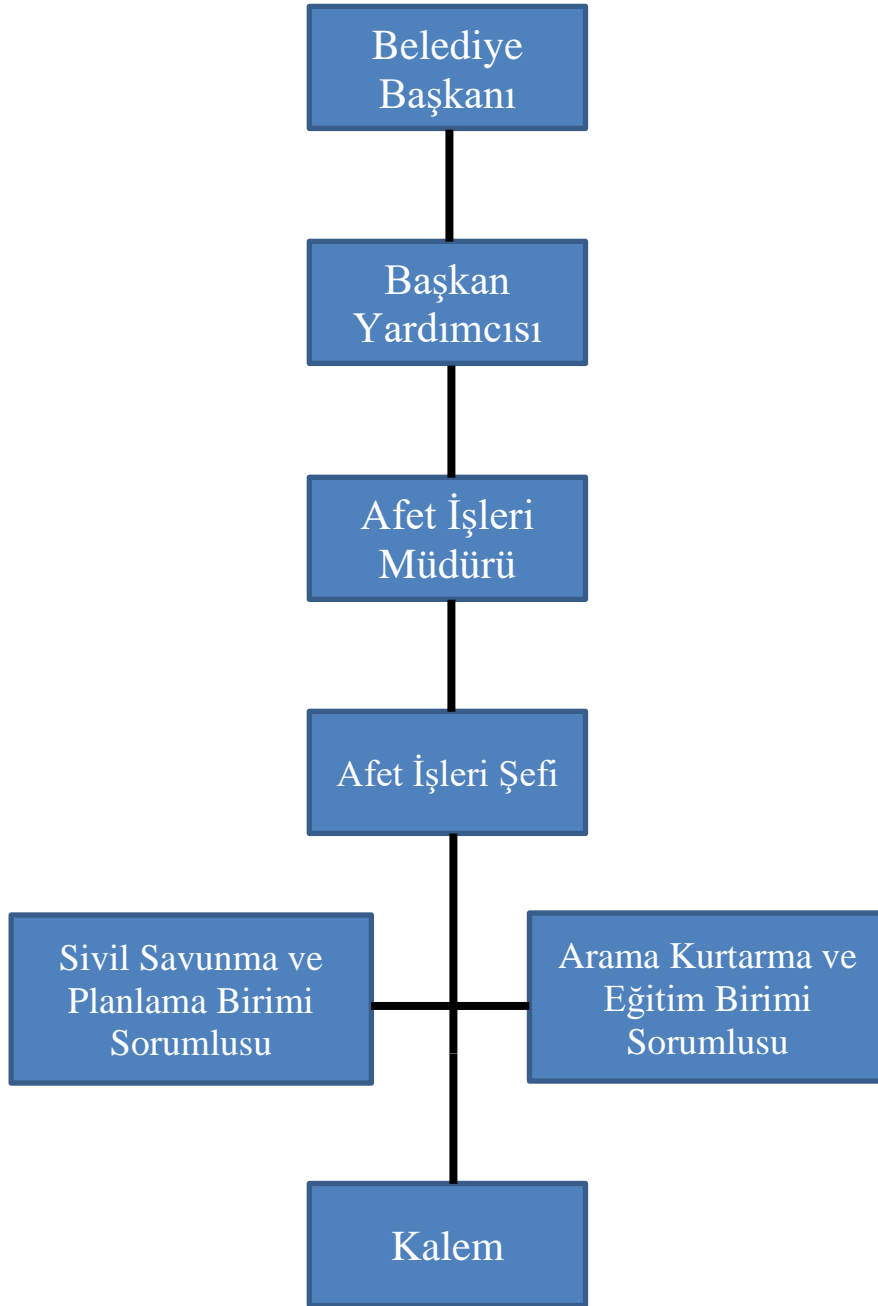 Belediye
Başkanı
Başkan
Yardımcısı
Afet İşleri
Müdürü
Afet İşleri Şefi
Sivil Savunma ve
Planlama Birimi
Sorumlusu
Arama Kurtarma ve
Eğitim Birimi
Sorumlusu
Kalem